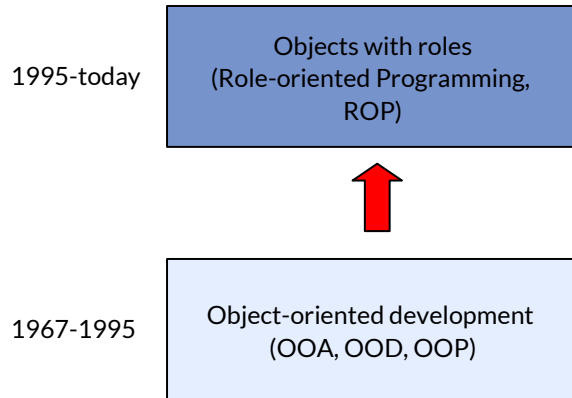 1995-today
Objects with roles
(Role-oriented Programming,
ROP)
1967-1995
Object-oriented development
(OOA, OOD, OOP)